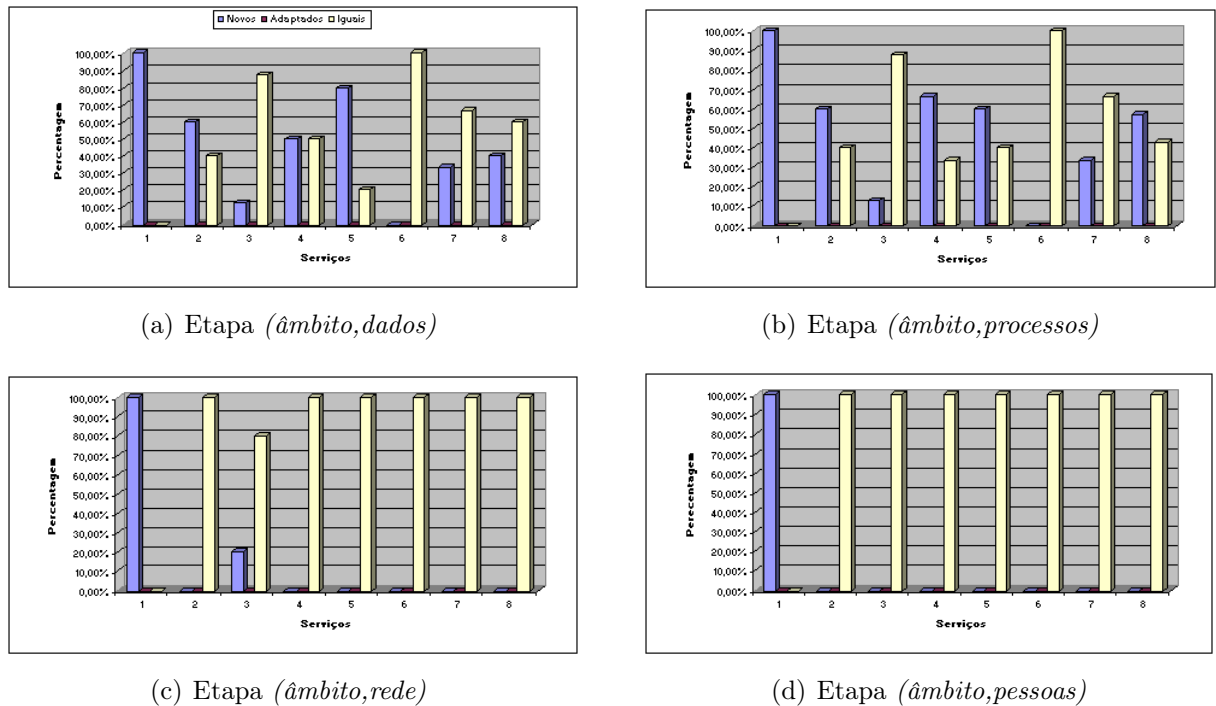 Novos Adaptados Iguais
Percentagem
100,00%
90,00%
80,00%
70,00%
60,00%
50,00%
40,00%
30,00%
20,00%
10,00%
0,00%
1 2 3 4 5 6 7 8
Serviços
(a) Etapa (âmbito,dados)
Percentagem
100,00%
90,00%
80,00%
70,00%
60,00%
50,00%
40,00%
30,00%
20,00%
10,00%
0,00%
1 2 3 4 5 6 7 8
Serviços
(b) Etapa (âmbito,processos)
Percentagem
100,00%
90,00%
80,00%
70,00%
60,00%
50,00%
40,00%
30,00%
20,00%
10,00%
0,00%
1 2 3 4 5 6 7 8
Serviços
(c) Etapa (âmbito,rede)
Perecentagem
100,00%
90,00%
80,00%
70,00%
60,00%
50,00%
40,00%
30,00%
20,00%
10,00%
0,00%
1 2 3 4 5 6 7 8
Serviços
(d) Etapa (âmbito,pessoas)